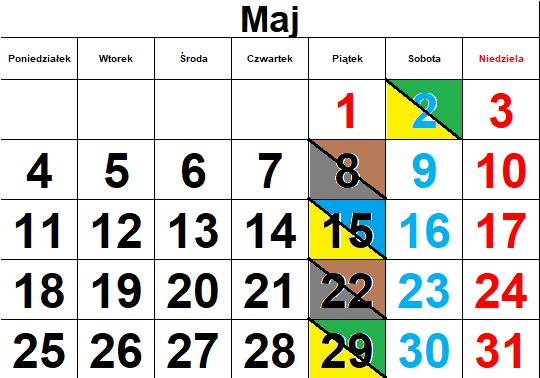 Maj
Poniedziałek Wtorek Środa Czwartek Piątek Sobota Niedziela
1 2 3
4 5 6 7 8 9 10
11 12 13 14 15 16 17
18 19 20 21 22 23 24
25 26 27 28 29 30 31